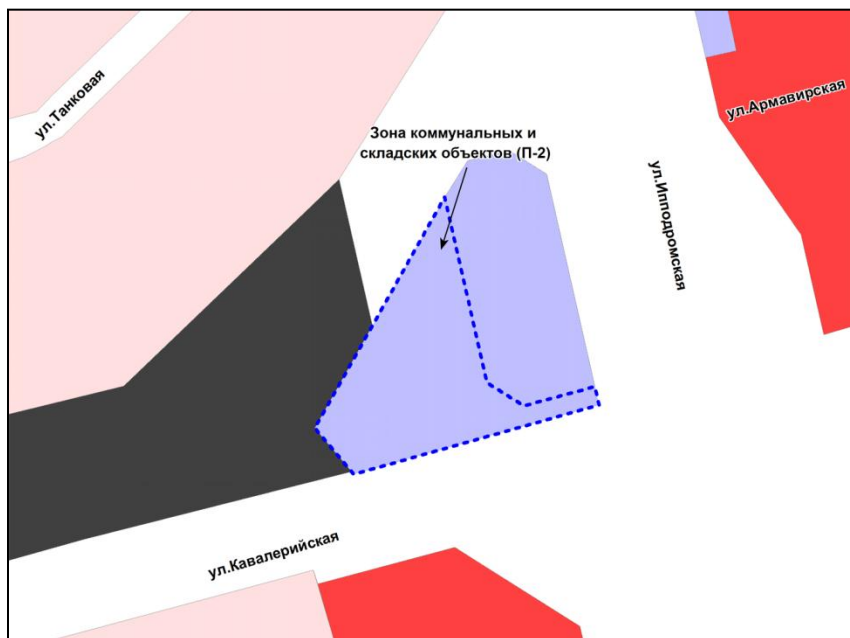 ул.Танковая
ул.Армавирская
Зона коммунальных и
складских объектов (П-2)
ул.Ипподромская
ул.Кавалерийская